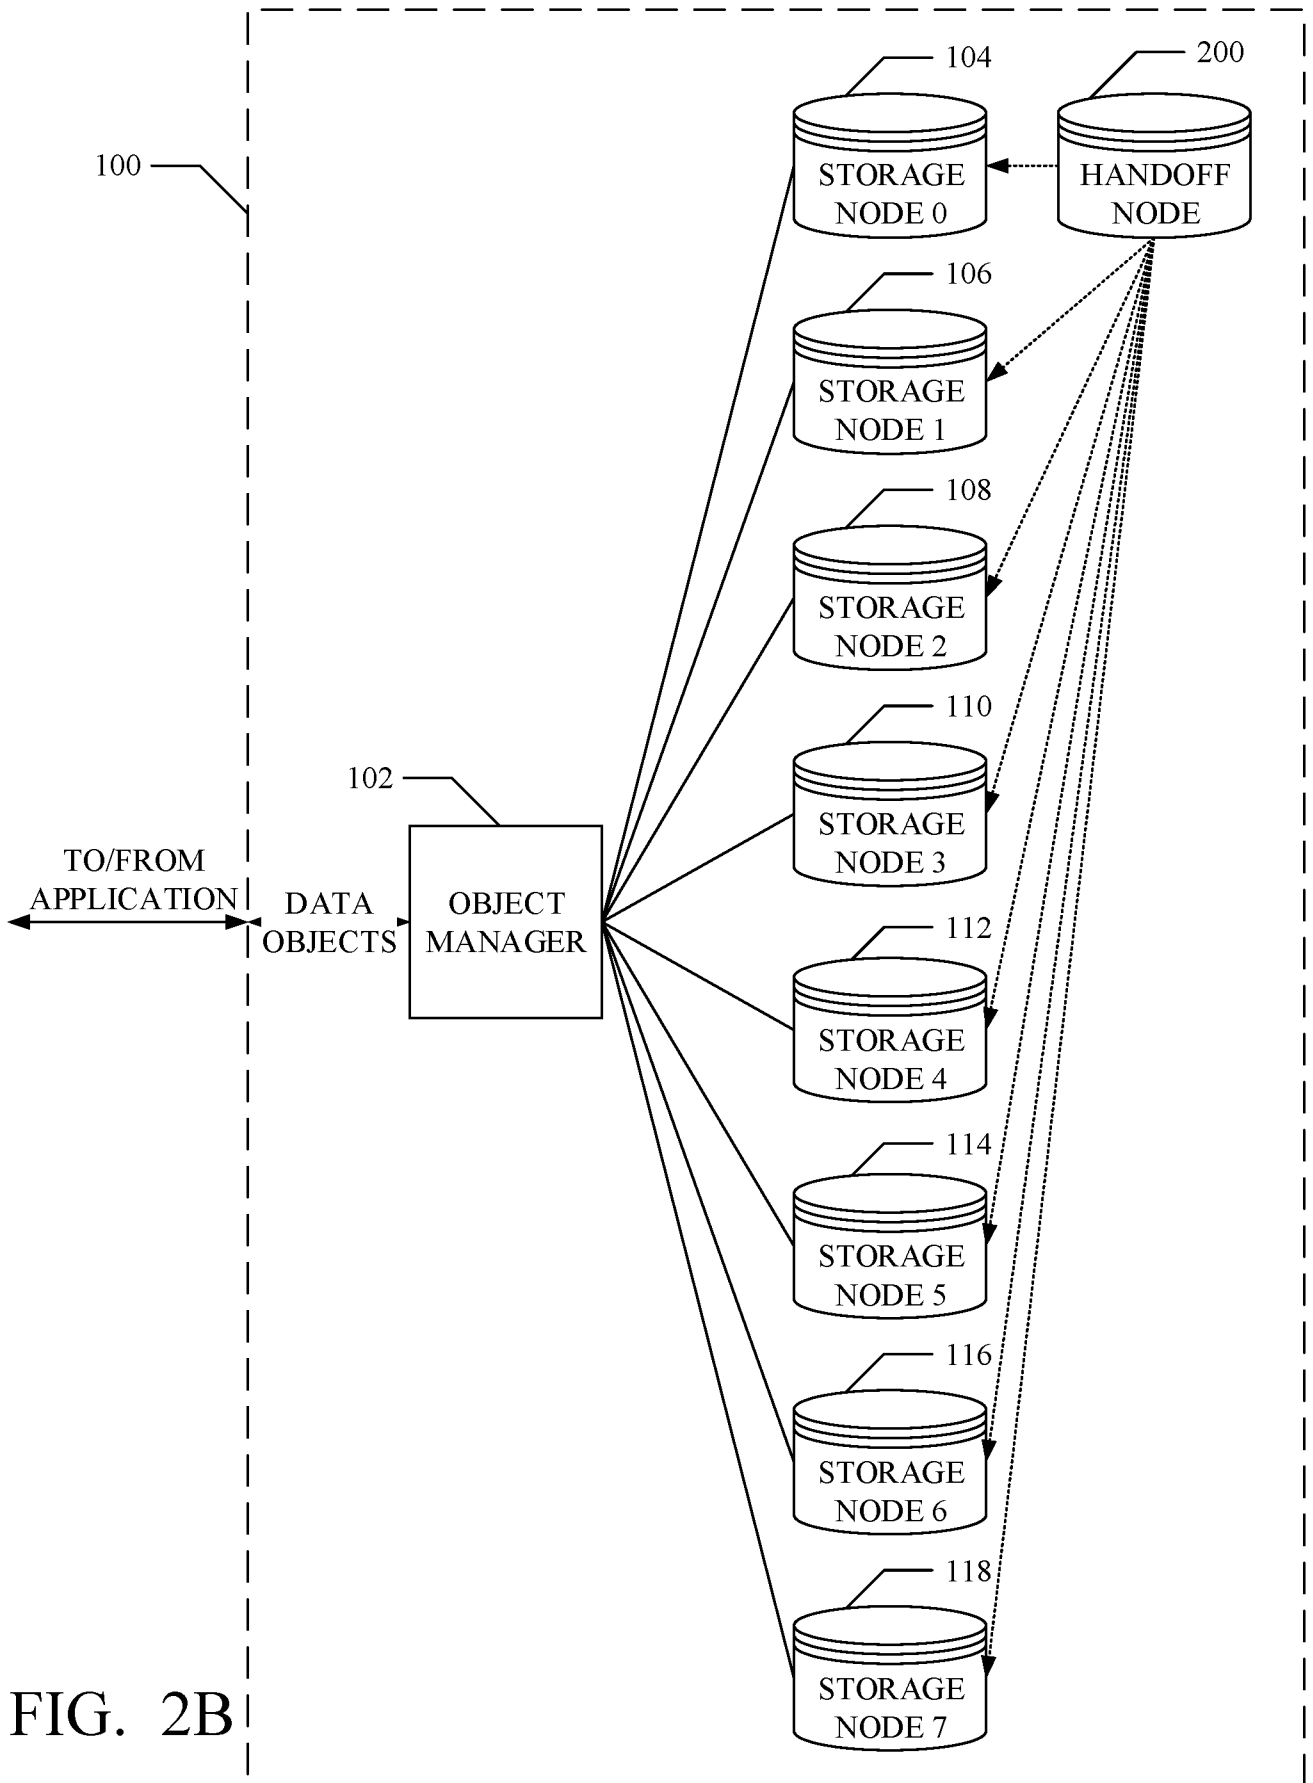 104
200
100
STORAGE
NODE 0
HANDOFF
NODE
106
STORAGE
NODE 1
108
STORAGE
NODE 2
110
STORAGE
NODE 3
102
TO/FROM
APPLICATION
DATA
OBJECTS
OBJECT
MANAGER
112
STORAGE
NODE 4
114
STORAGE
NODE 5
116
STORAGE
NODE 6
118
STORAGE
NODE 7
FIG. 2B